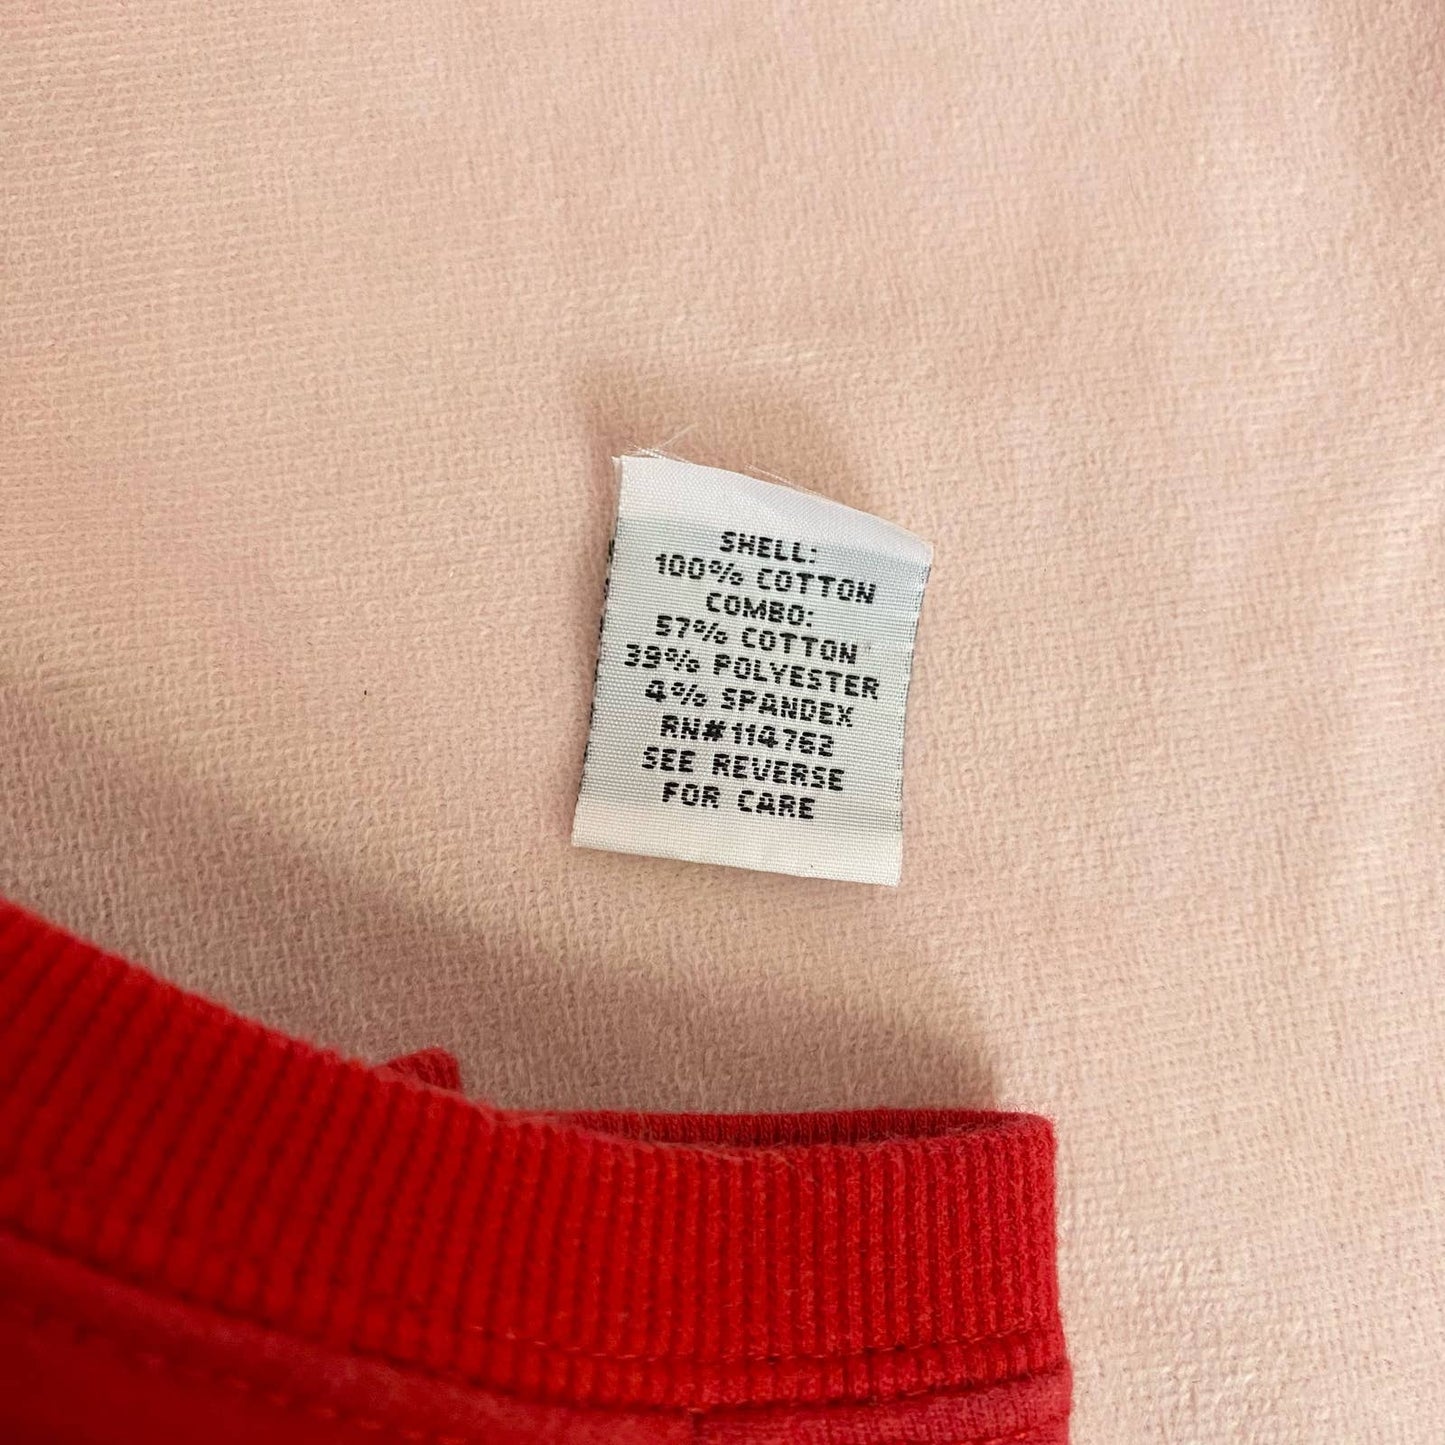 SHELL:
100% COTTON
COMBO:
57% COTTON
39% POLYESTER
4% SPANDEX
RN#114762
SEE REVERSE
FOR CARE